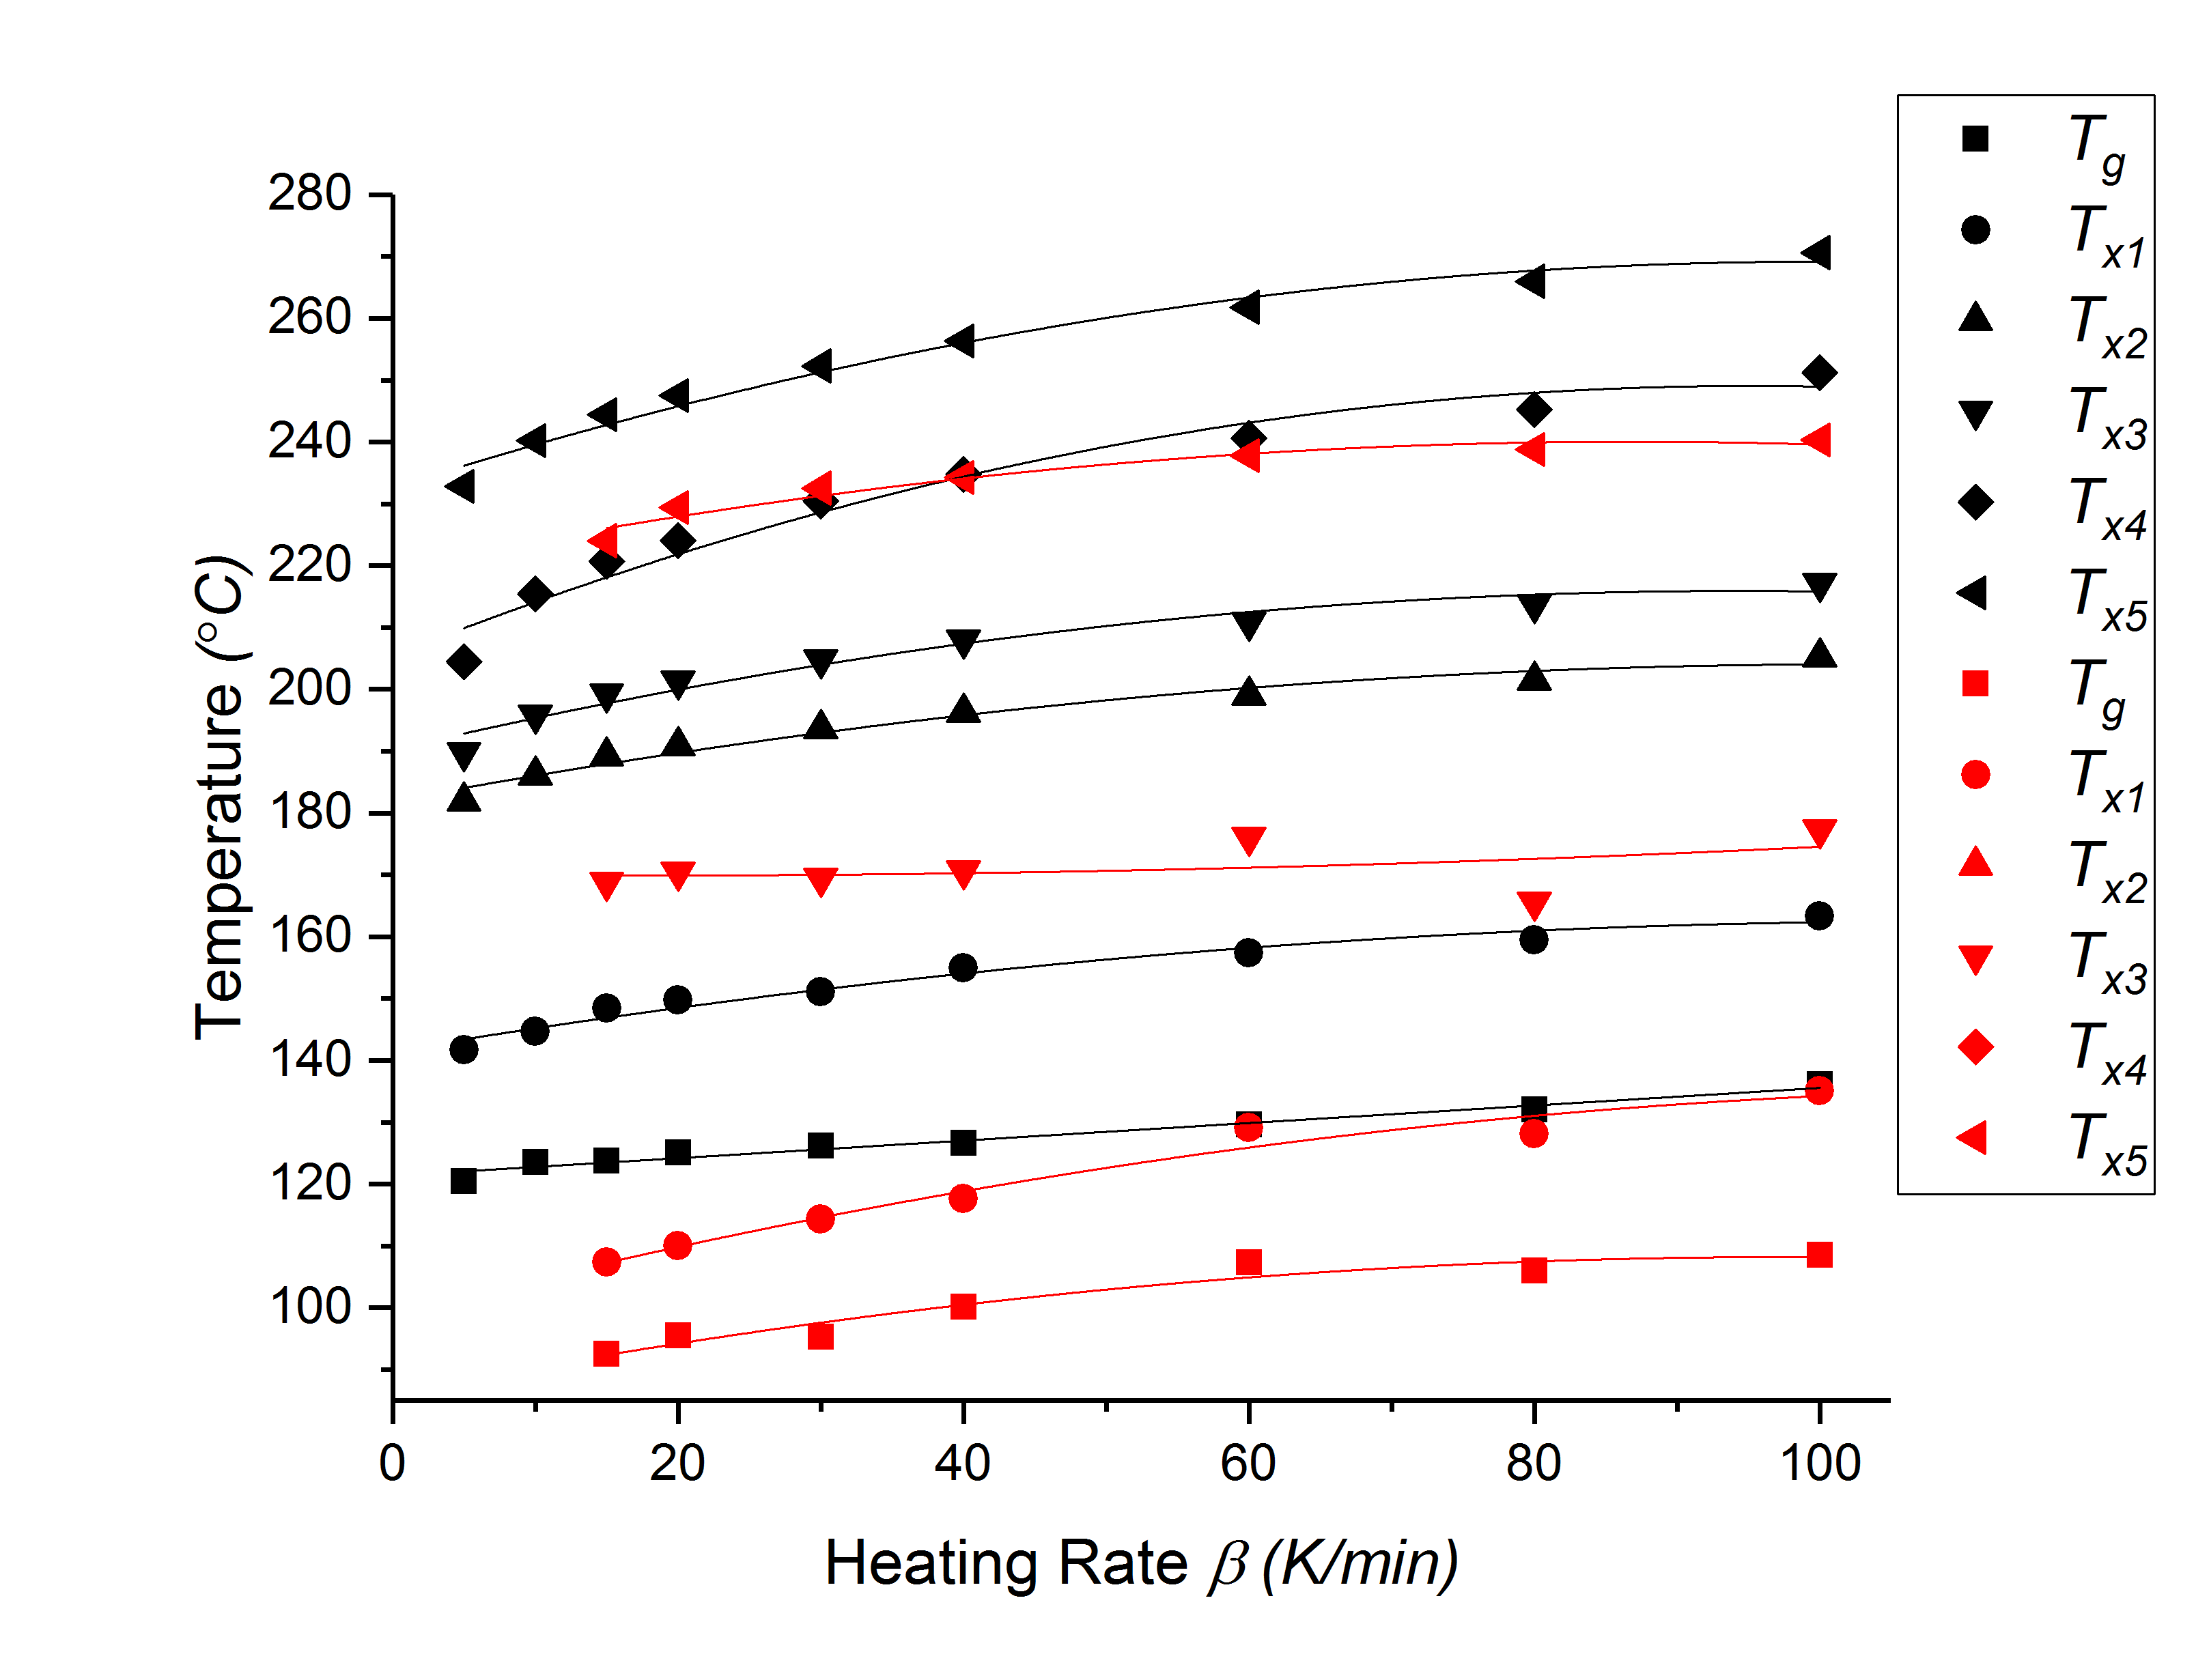 280
260
240
220
200
180
160
140
120
100
Temperature (°C)
0 20 40 60 80 100
Heating Rate β (K/min)
Tg
Tx1
Tx2
Tx3
Tx4
Tx5
Tg
Tx1
Tx2
Tx3
Tx4
Tx5